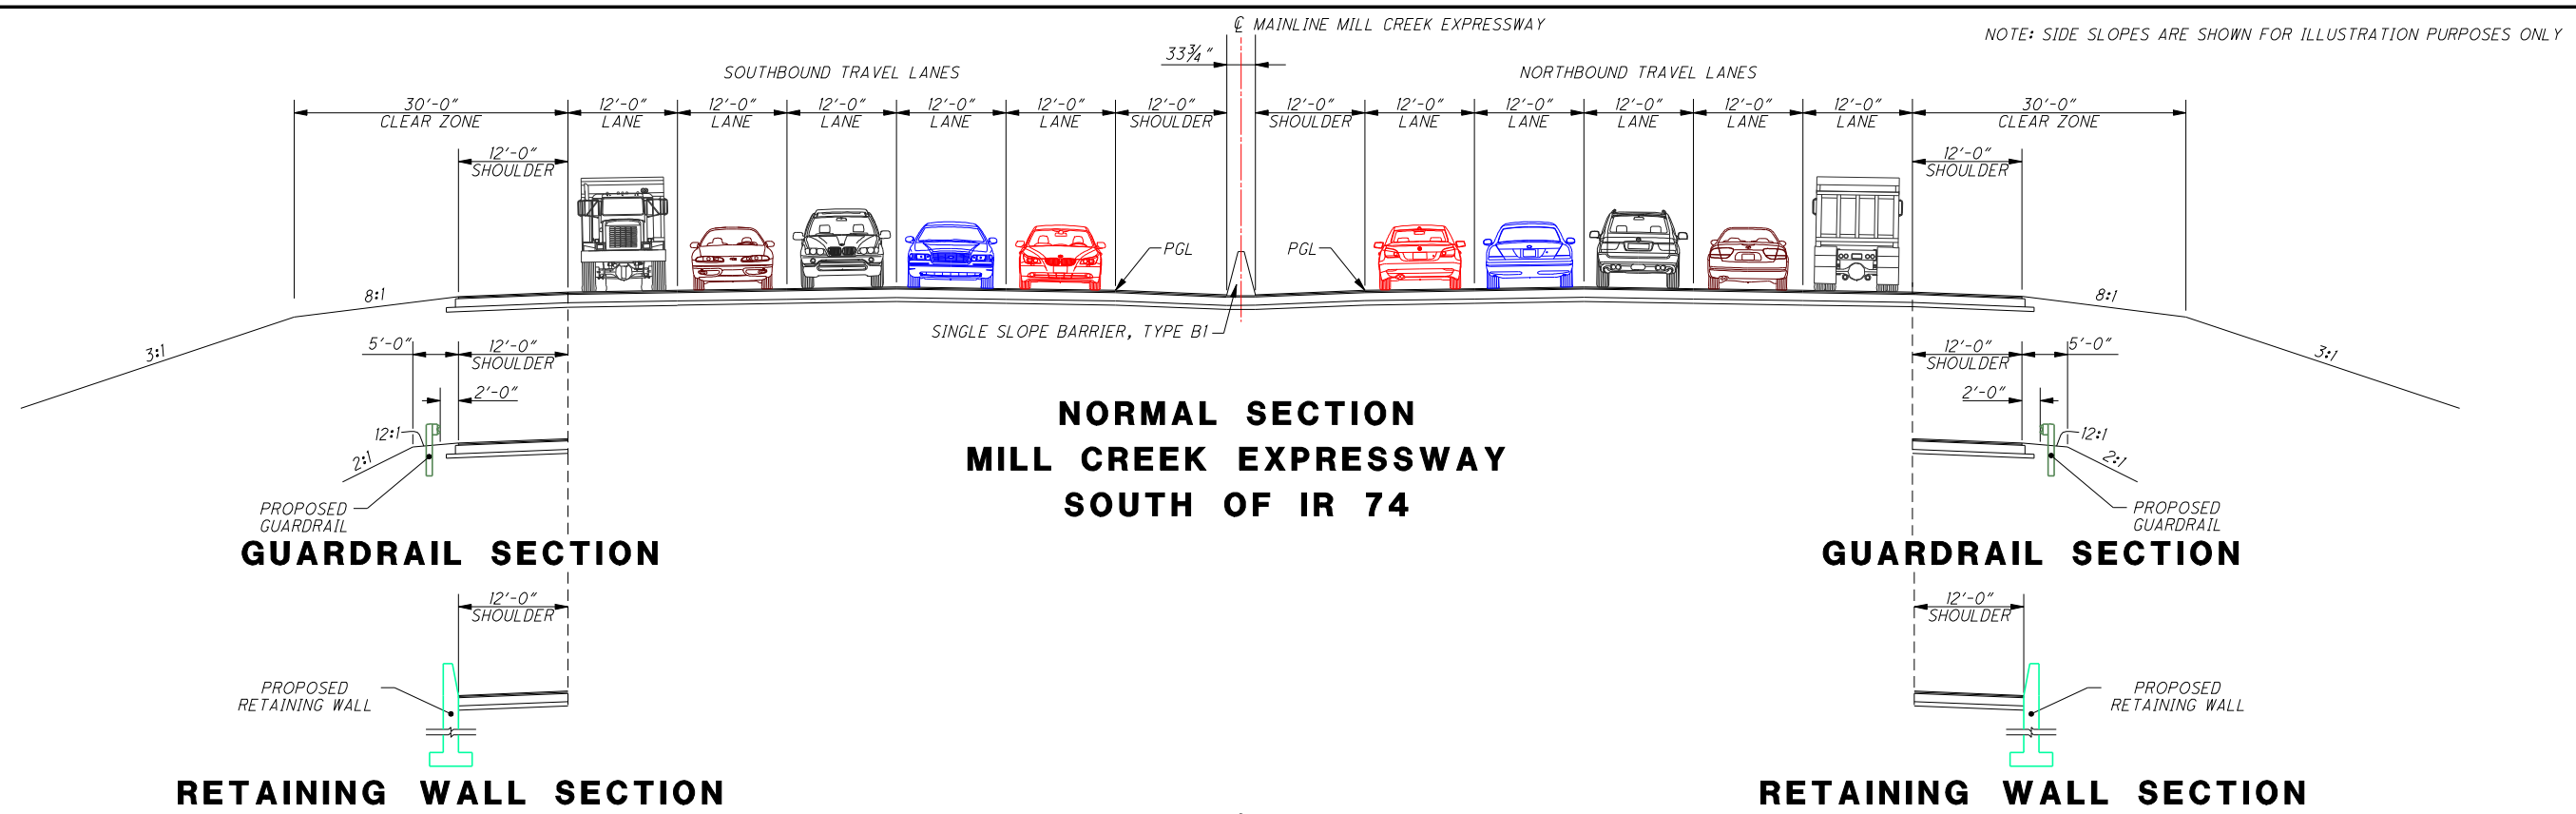 ℄ MAINLINE MILL CREEK EXPRESSWAY
NOTE: SIDE SLOPES ARE SHOWN FOR ILLUSTRATION PURPOSES ONLY
33¾"
SOUTHBOUND TRAVEL LANES
NORTHBOUND TRAVEL LANES
30'-0" 12'-0" 12'-0" 12'-0" 12'-0" 12'-0" 12'-0" 12'-0" 12'-0" 12'-0" 12'-0" 12'-0" 12'-0" 30'-0"
CLEAR ZONE LANE LANE LANE LANE LANE SHOULDER SHOULDER LANE LANE LANE LANE LANE CLEAR ZONE
12'-0" 12'-0"
SHOULDER SHOULDER
PGL PGL
8:1 8:1
SINGLE SLOPE BARRIER, TYPE B1
3:1 3:1
5'-0" 12'-0" 12'-0" 5'-0"
SHOULDER SHOULDER
2'-0" 2'-0"
NORMAL SECTION
MILL CREEK EXPRESSWAY
SOUTH OF IR 74
12:1 12:1
2:1 2:1
PROPOSED PROPOSED
GUARDRAIL GUARDRAIL
GUARDRAIL SECTION GUARDRAIL SECTION
12'-0" 12'-0"
SHOULDER SHOULDER
PROPOSED PROPOSED
RETAINING WALL RETAINING WALL
RETAINING WALL SECTION RETAINING WALL SECTION